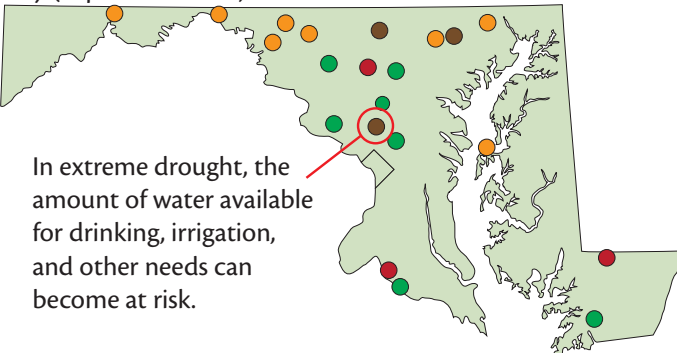 In extreme drought, the
amount of water available
for drinking, irrigation,
and other needs can
become at risk.